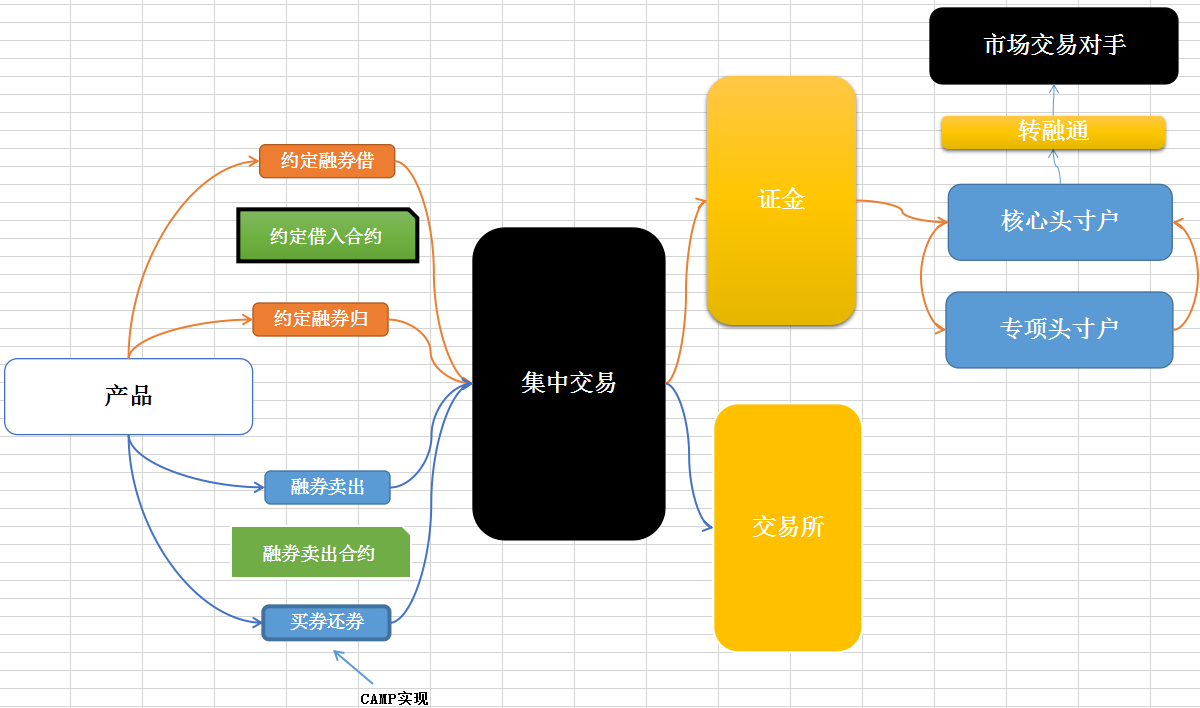 市场交易对手
转融通
约定融券借
证金
核心头寸户
约定借入合约
约定融券归
专项头寸户
产品
集中交易
融券卖出
交易所
融券卖出合约
买券还券
CAMP实现